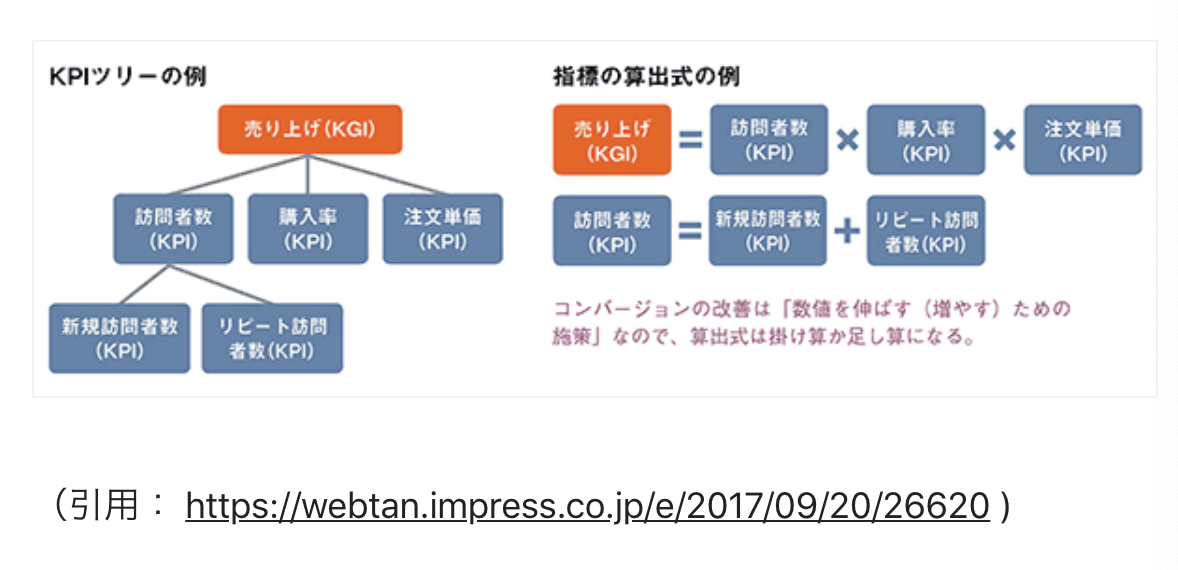 KPIツリーの例
売り上げ(KGI)
訪問者数
(KPI)
購入率
(KPI)
注文単価
(KPI)
新規訪問者数
(KPI)
リピート訪問
者数(KPI)
指標の算出式の例
売り上げ
(KGI)
=
訪問者数
(KPI)
×
購入率
(KPI)
×
注文単価
(KPI)
訪問者数
(KPI)
=
新規訪問者数
(KPI)
+
リピート訪問
者数(KPI)
コンバージョンの改善は「数値を伸ばす（増やす）ための
施策」なので、算出式は掛け算か足し算になる。
（引用： https://webtan.impress.co.jp/e/2017/09/20/26620 )